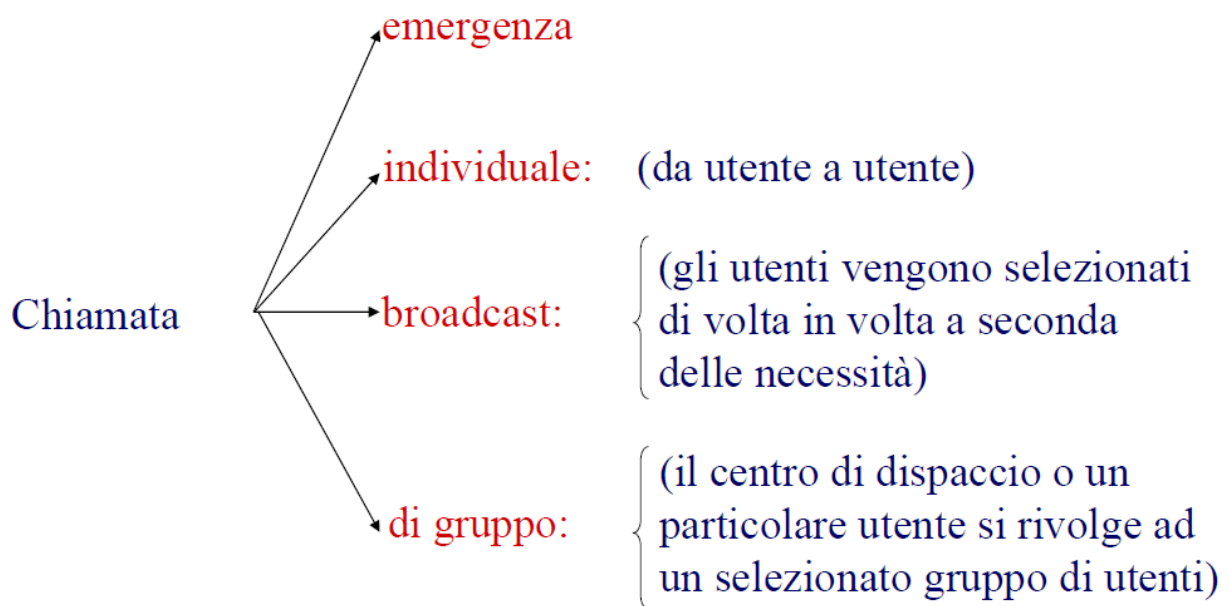 emergenza
individuale: (da utente a utente)
Chiamata
broadcast:
(gli utenti vengono selezionati
di volta in volta a seconda
delle necessità)
di gruppo:
(il centro di dispaccio o un
particolare utente si rivolge ad
un selezionato gruppo di utenti)